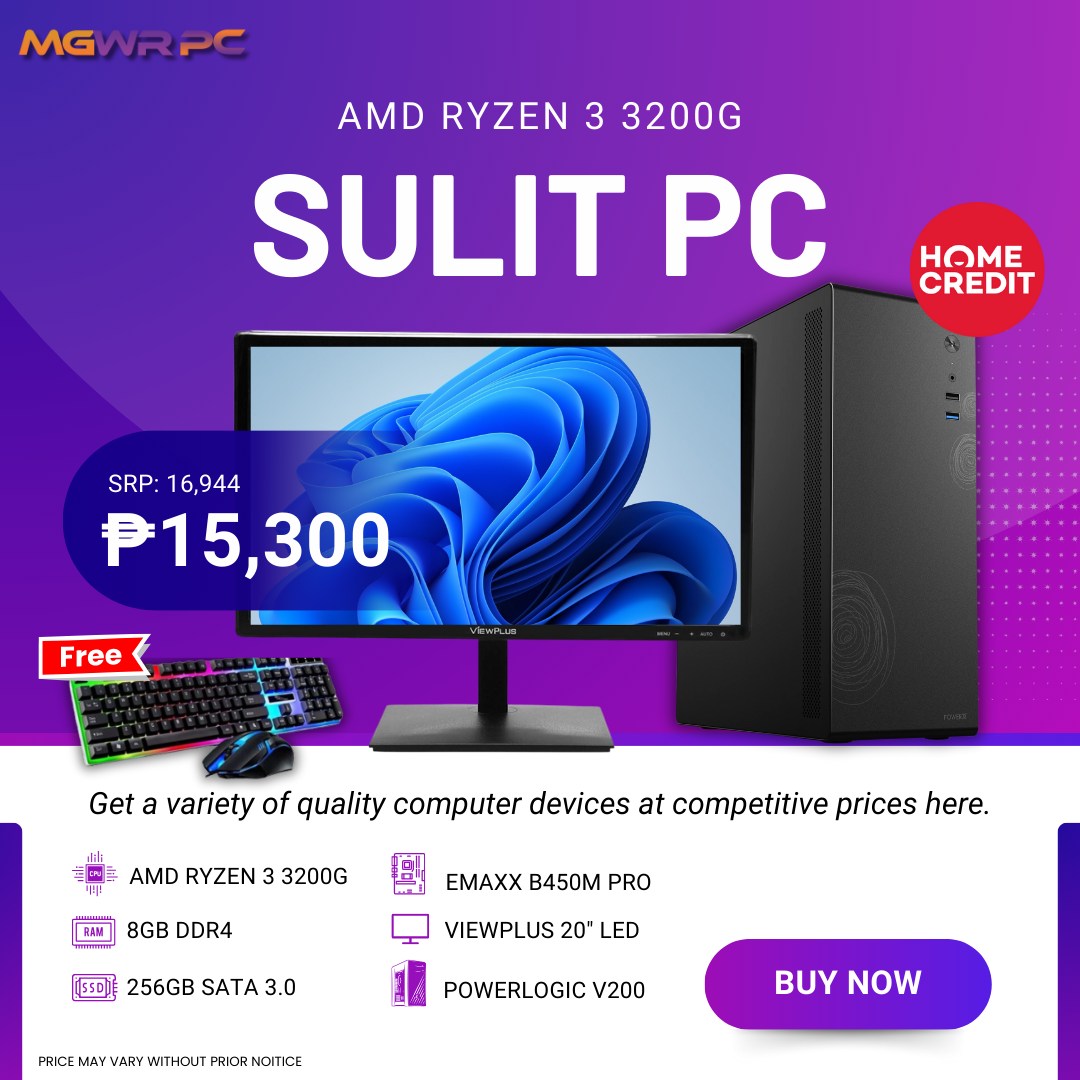 MGWR PC
AMD RYZEN 3 3200G
SULIT PC
HOME
CREDIT
SRP: 16,944
₱15,300
VIEWPLUS
MENU − + AUTO
Free
Get a variety of quality computer devices at competitive prices here.
CPU
AMD RYZEN 3 3200G
EMAXX B450M PRO
RAM
8GB DDR4
VIEWPLUS 20" LED
SSD
256GB SATA 3.0
POWERLOGIC V200
BUY NOW
PRICE MAY VARY WITHOUT PRIOR NOITICE